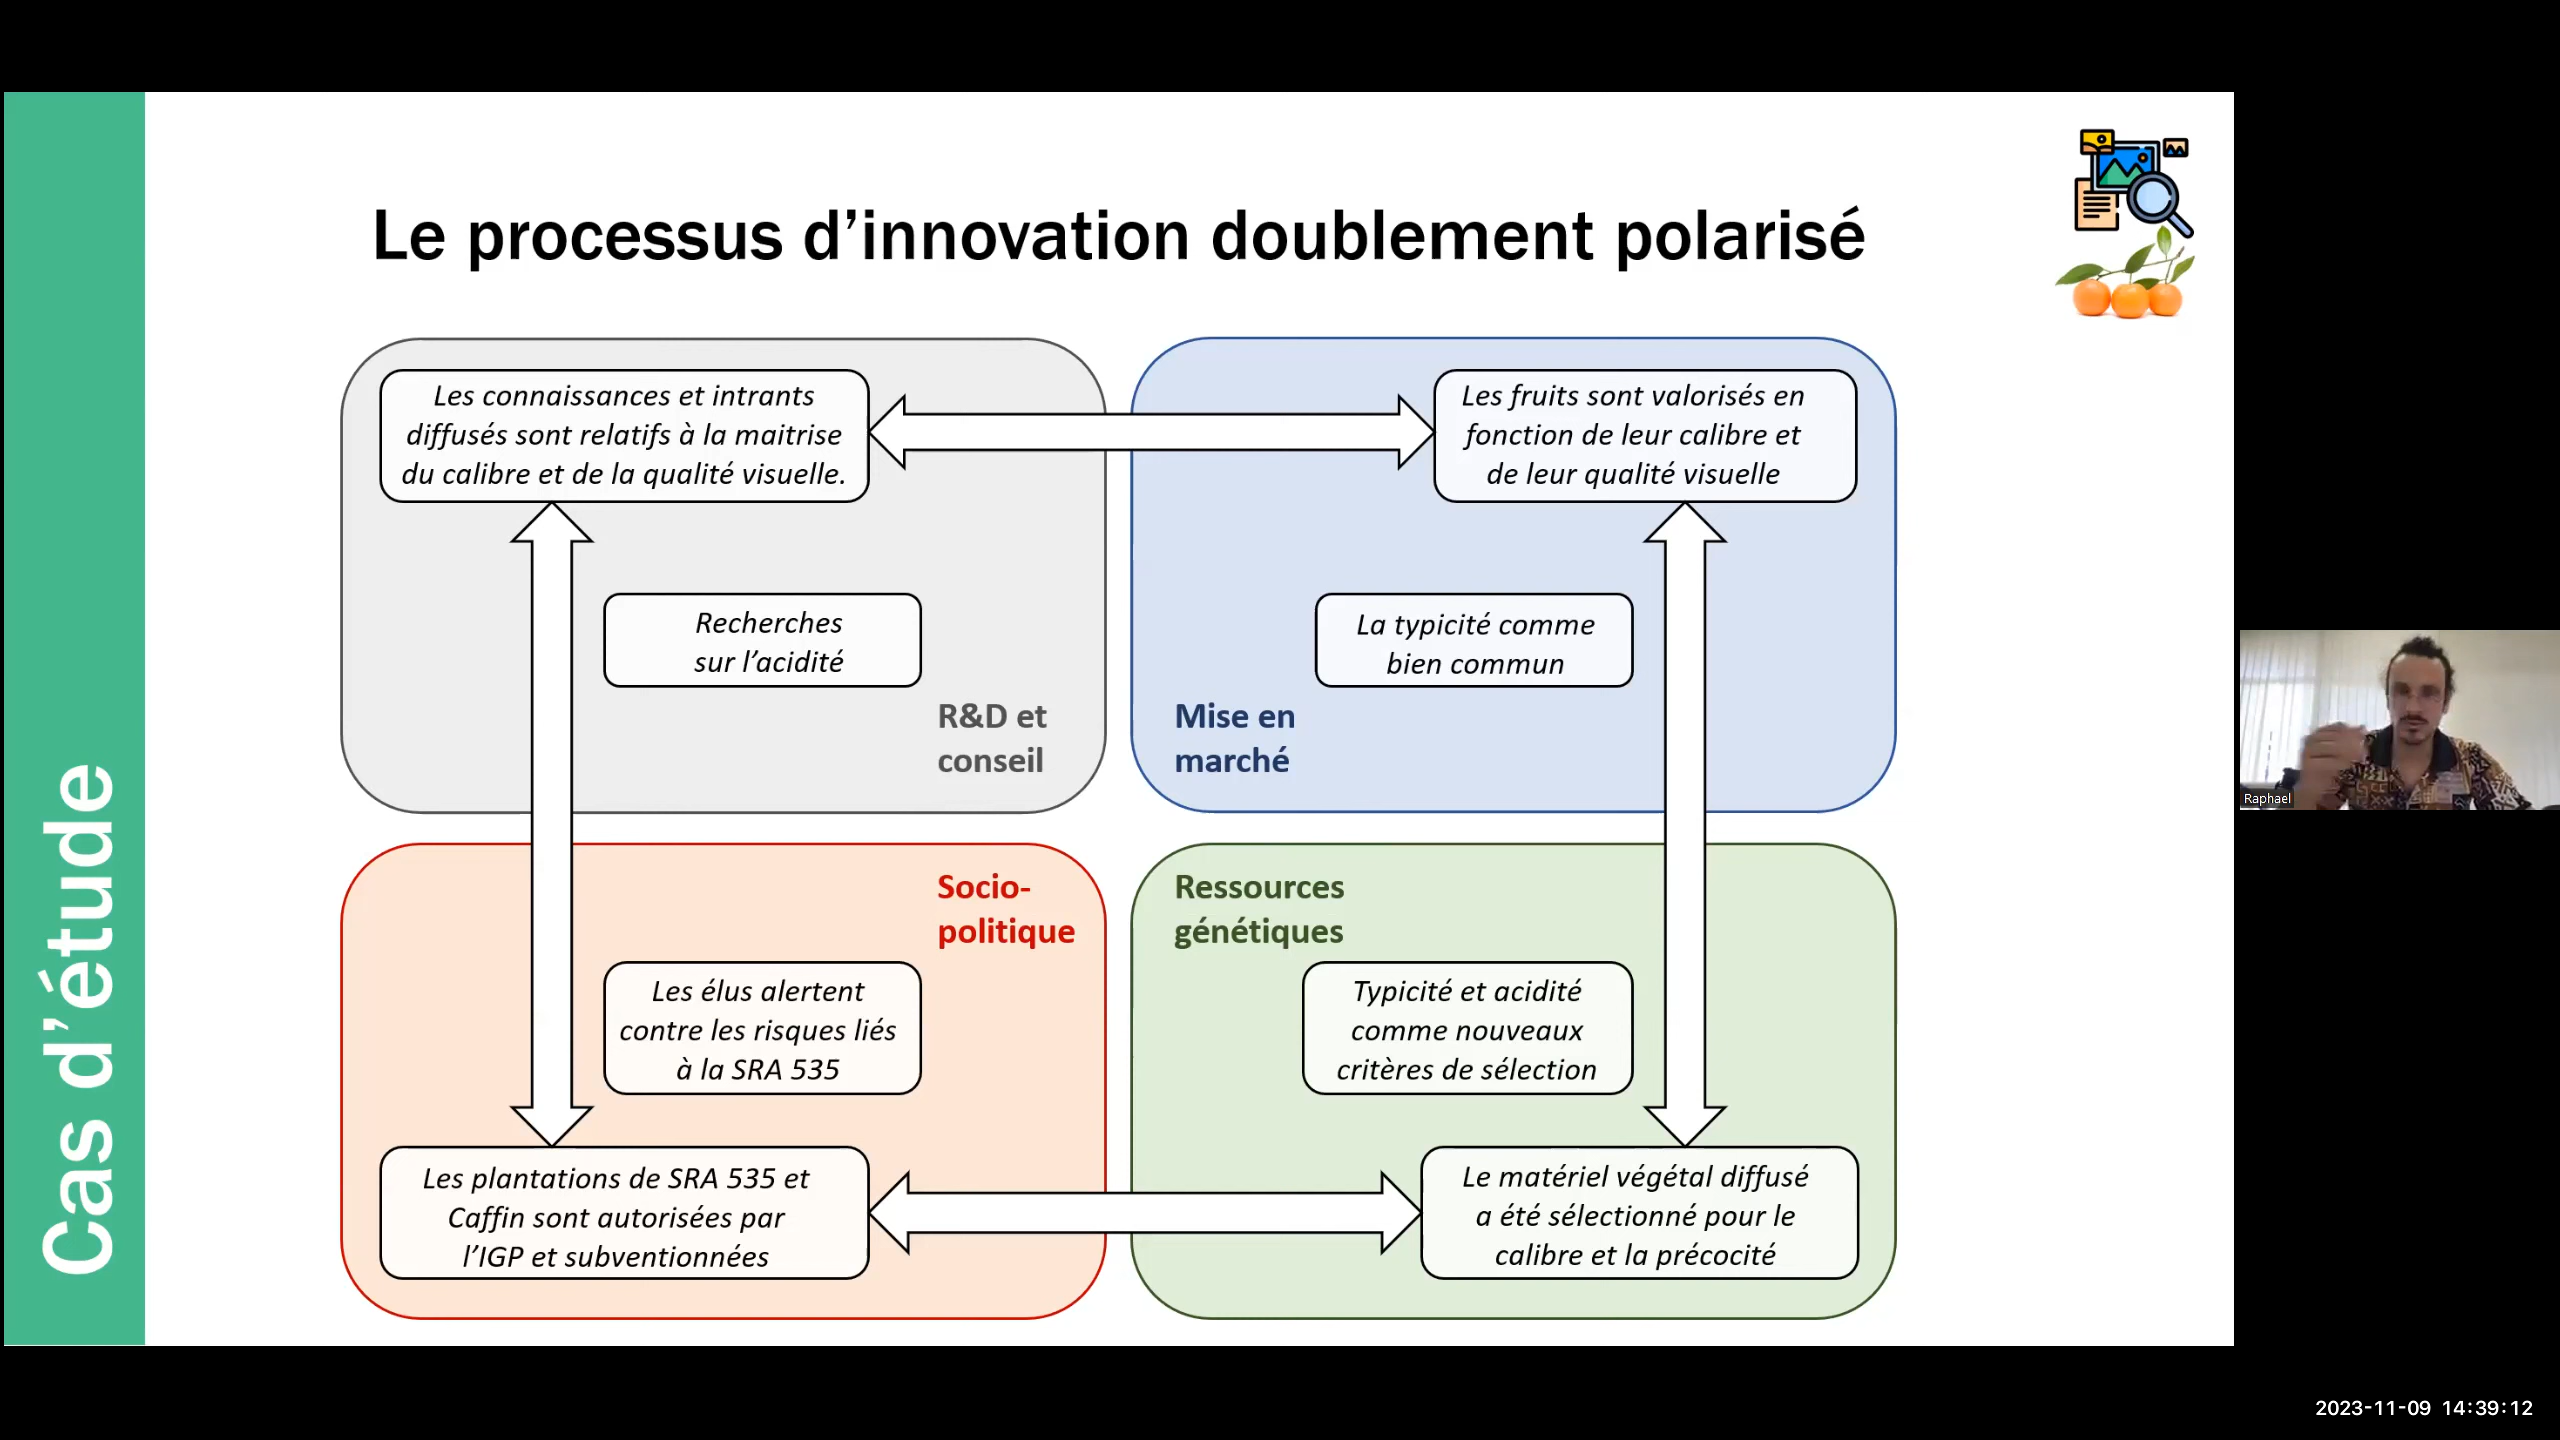 Cas d'étude
Le processus d’innovation doublement polarisé
Les connaissances et intrants
diffusés sont relatifs à la maitrise
du calibre et de la qualité visuelle.
Recherches
sur l’acidité
R&D et
conseil
Les fruits sont valorisés en
fonction de leur calibre et
de leur qualité visuelle
La typicité comme
bien commun
Mise en
marché
Socio-
politique
Les élus alertent
contre les risques liés
à la SRA 535
Les plantations de SRA 535 et
Caffin sont autorisées par
l’IGP et subventionnées
Ressources
génétiques
Typicité et acidité
comme nouveaux
critères de sélection
Le matériel végétal diffusé
a été sélectionné pour le
calibre et la précocité
Raphael
2023-11-09 14:39:12